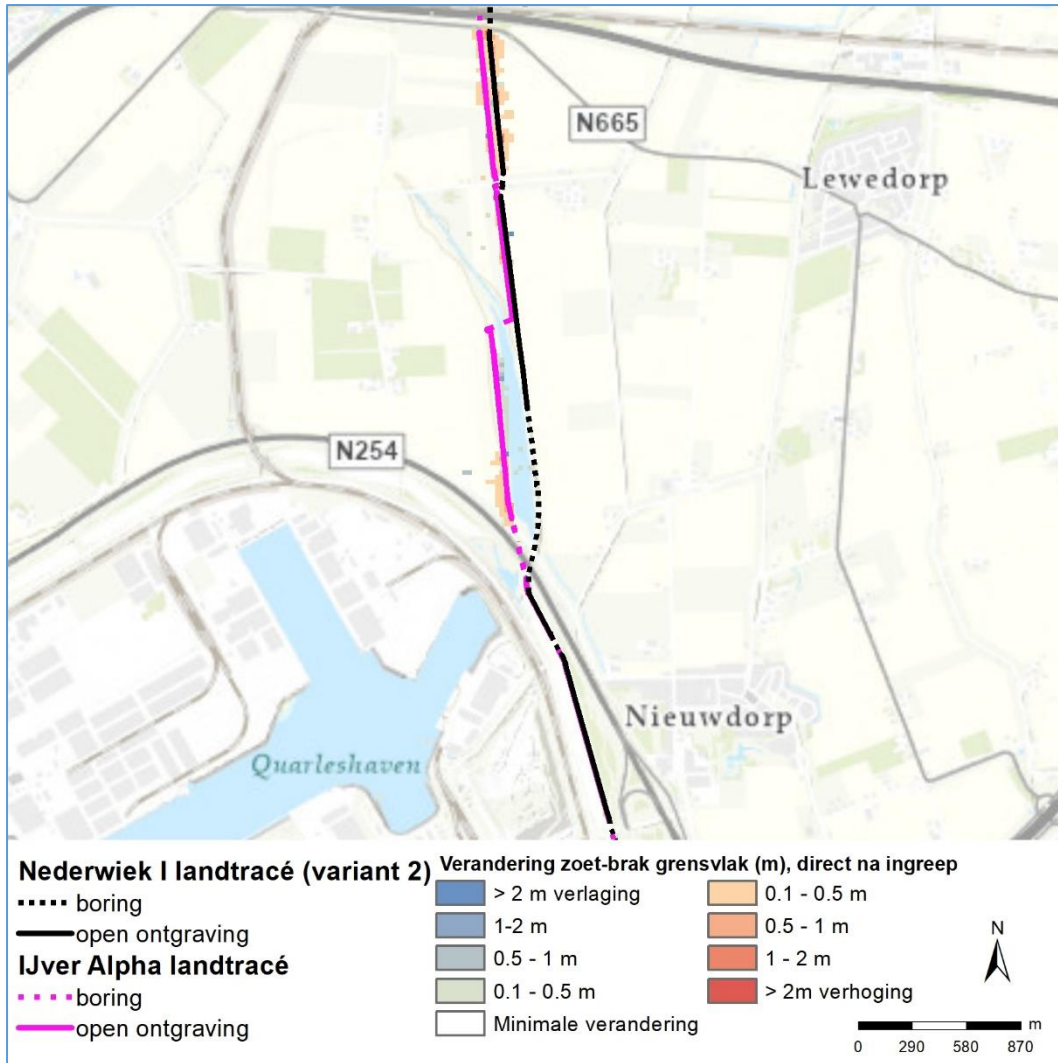 N665
Lewedorp
N254
Nieuwdorp
Quarleshaven
Nederwiek I landtracé (variant 2)
boring
open ontgraving
IJver Alpha landtracé
boring
open ontgraving
Verandering zoet-brak grensvlak (m), direct na ingreep
> 2 m verlaging
1-2 m
0.5 - 1 m
0.1 - 0.5 m
Minimale verandering
0.1 - 0.5 m
0.5 - 1 m
1 - 2 m
> 2m verhoging
N
m
0 290 580 870